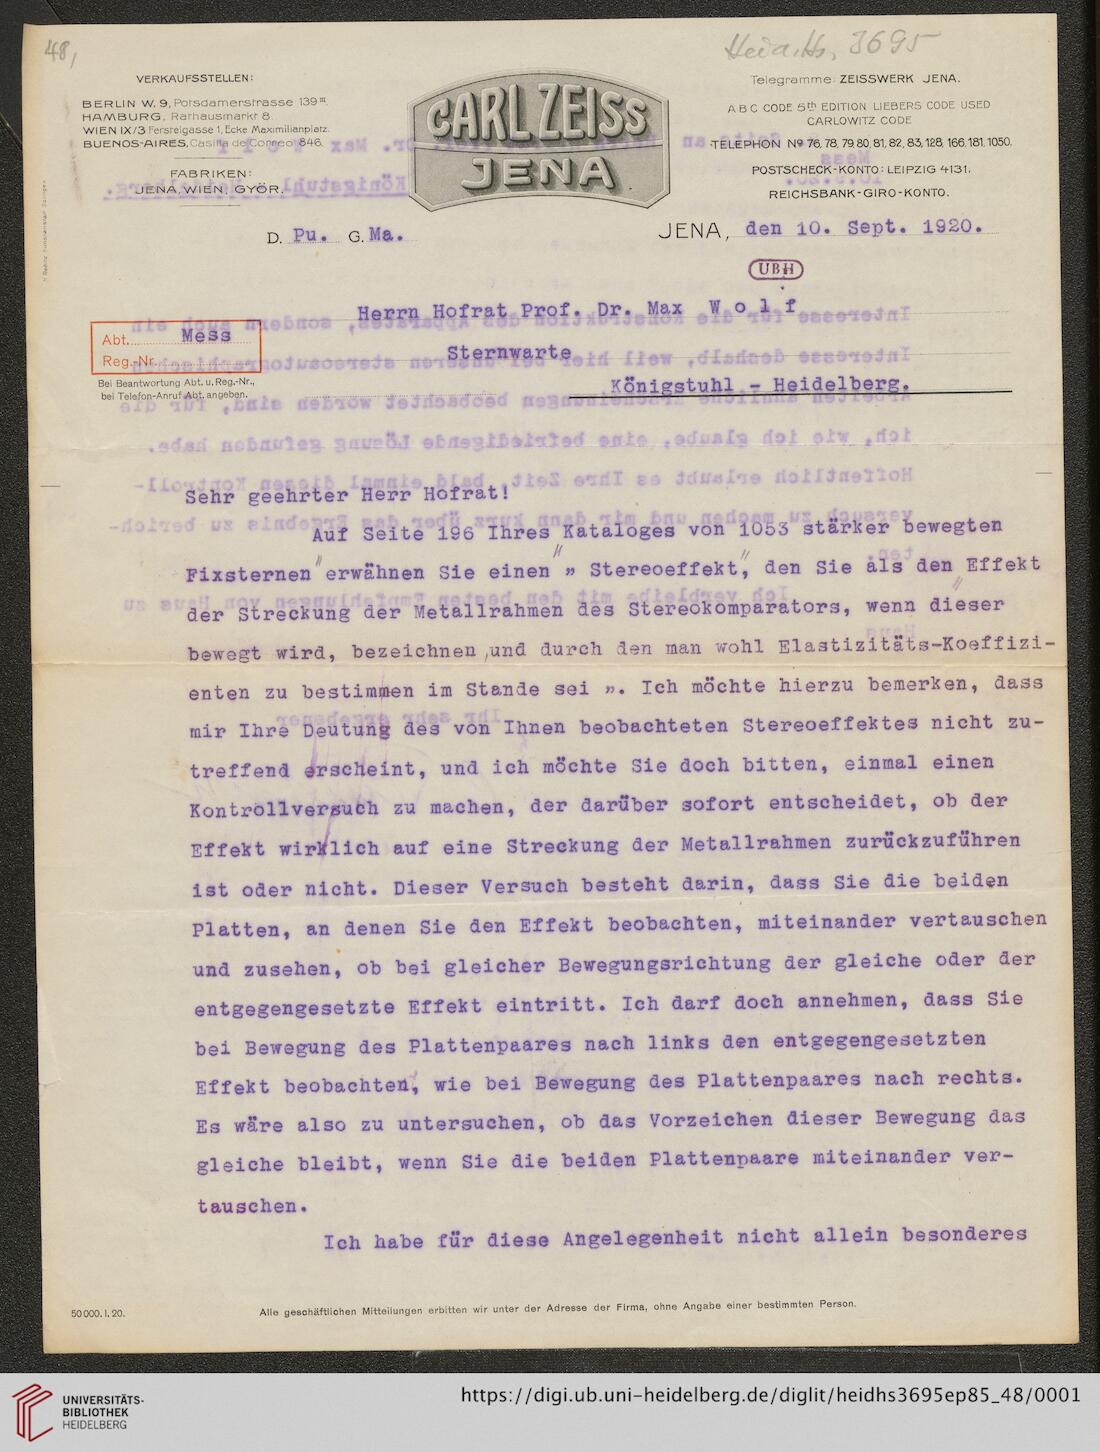 48,
Heid. Hs. 3695
VERKAUFSSTELLEN:
BERLIN W. 9, Potsdamerstrasse 139 III.
HAMBURG, Rathausmarkt 8.
WIEN IX/3 Ferstelgasse 1, Ecke Maximilianplatz.
BUENOS-AIRES, Casilla de Correo 846.
FABRIKEN:
JENA, WIEN, GYÖR.
CARL ZEISS
JENA
Telegramme: ZEISSWERK JENA.
A B C CODE 5th EDITION LIEBERS CODE USED
CARLOWITZ CODE
TELEPHON No 76, 78, 79, 80, 81, 82, 83, 128, 166, 181, 1050.
POSTSCHECK-KONTO: LEIPZIG 4131.
REICHSBANK-GIRO-KONTO.
D. Pu. G. Ma.
JENA, den 10. Sept. 1920.
UBH
Herrn Hofrat Prof. Dr. Max W o l f
Abt. Mess
Reg.-Nr.
Sternwarte
Bei Beantwortung Abt. u. Reg.-Nr.,
bei Telefon-Anruf Abt. angeben.
Königstuhl - Heidelberg.
Sehr geehrter Herr Hofrat!
Auf Seite 196 Ihres Kataloges von 1053 stärker bewegten
Fixsternen" erwähnen Sie einen " Stereoeffekt", den Sie als den Effekt
der Streckung der Metallrahmen des Stereokomparators, wenn dieser
bewegt wird, bezeichnen ,und durch den man wohl Elastizitäts-Koeffizi-
enten zu bestimmen im Stande sei ". Ich möchte hierzu bemerken, dass
mir Ihre Deutung des von Ihnen beobachteten Stereoeffektes nicht zu-
treffend erscheint, und ich möchte Sie doch bitten, einmal einen
Kontrollversuch zu machen, der darüber sofort entscheidet, ob der
Effekt wirklich auf eine Streckung der Metallrahmen zurückzuführen
ist oder nicht. Dieser Versuch besteht darin, dass Sie die beiden
Platten, an denen Sie den Effekt beobachten, miteinander vertauschen
und zusehen, ob bei gleicher Bewegungsrichtung der gleiche oder der
entgegengesetzte Effekt eintritt. Ich darf doch annehmen, dass Sie
bei Bewegung des Plattenpaares nach links den entgegengesetzten
Effekt beobachten, wie bei Bewegung des Plattenpaares nach rechts.
Es wäre also zu untersuchen, ob das Vorzeichen dieser Bewegung das
gleiche bleibt, wenn Sie die beiden Plattenpaare miteinander ver-
tauschen.
Ich habe für diese Angelegenheit nicht allein besonderes
50 000. I. 20.
Alle geschäftlichen Mitteilungen erbitten wir unter der Adresse der Firma, ohne Angabe einer bestimmten Person.
UNIVERSITÄTS-
BIBLIOTHEK
HEIDELBERG
https://digi.ub.uni-heidelberg.de/diglit/heidhs3695ep85_48/0001